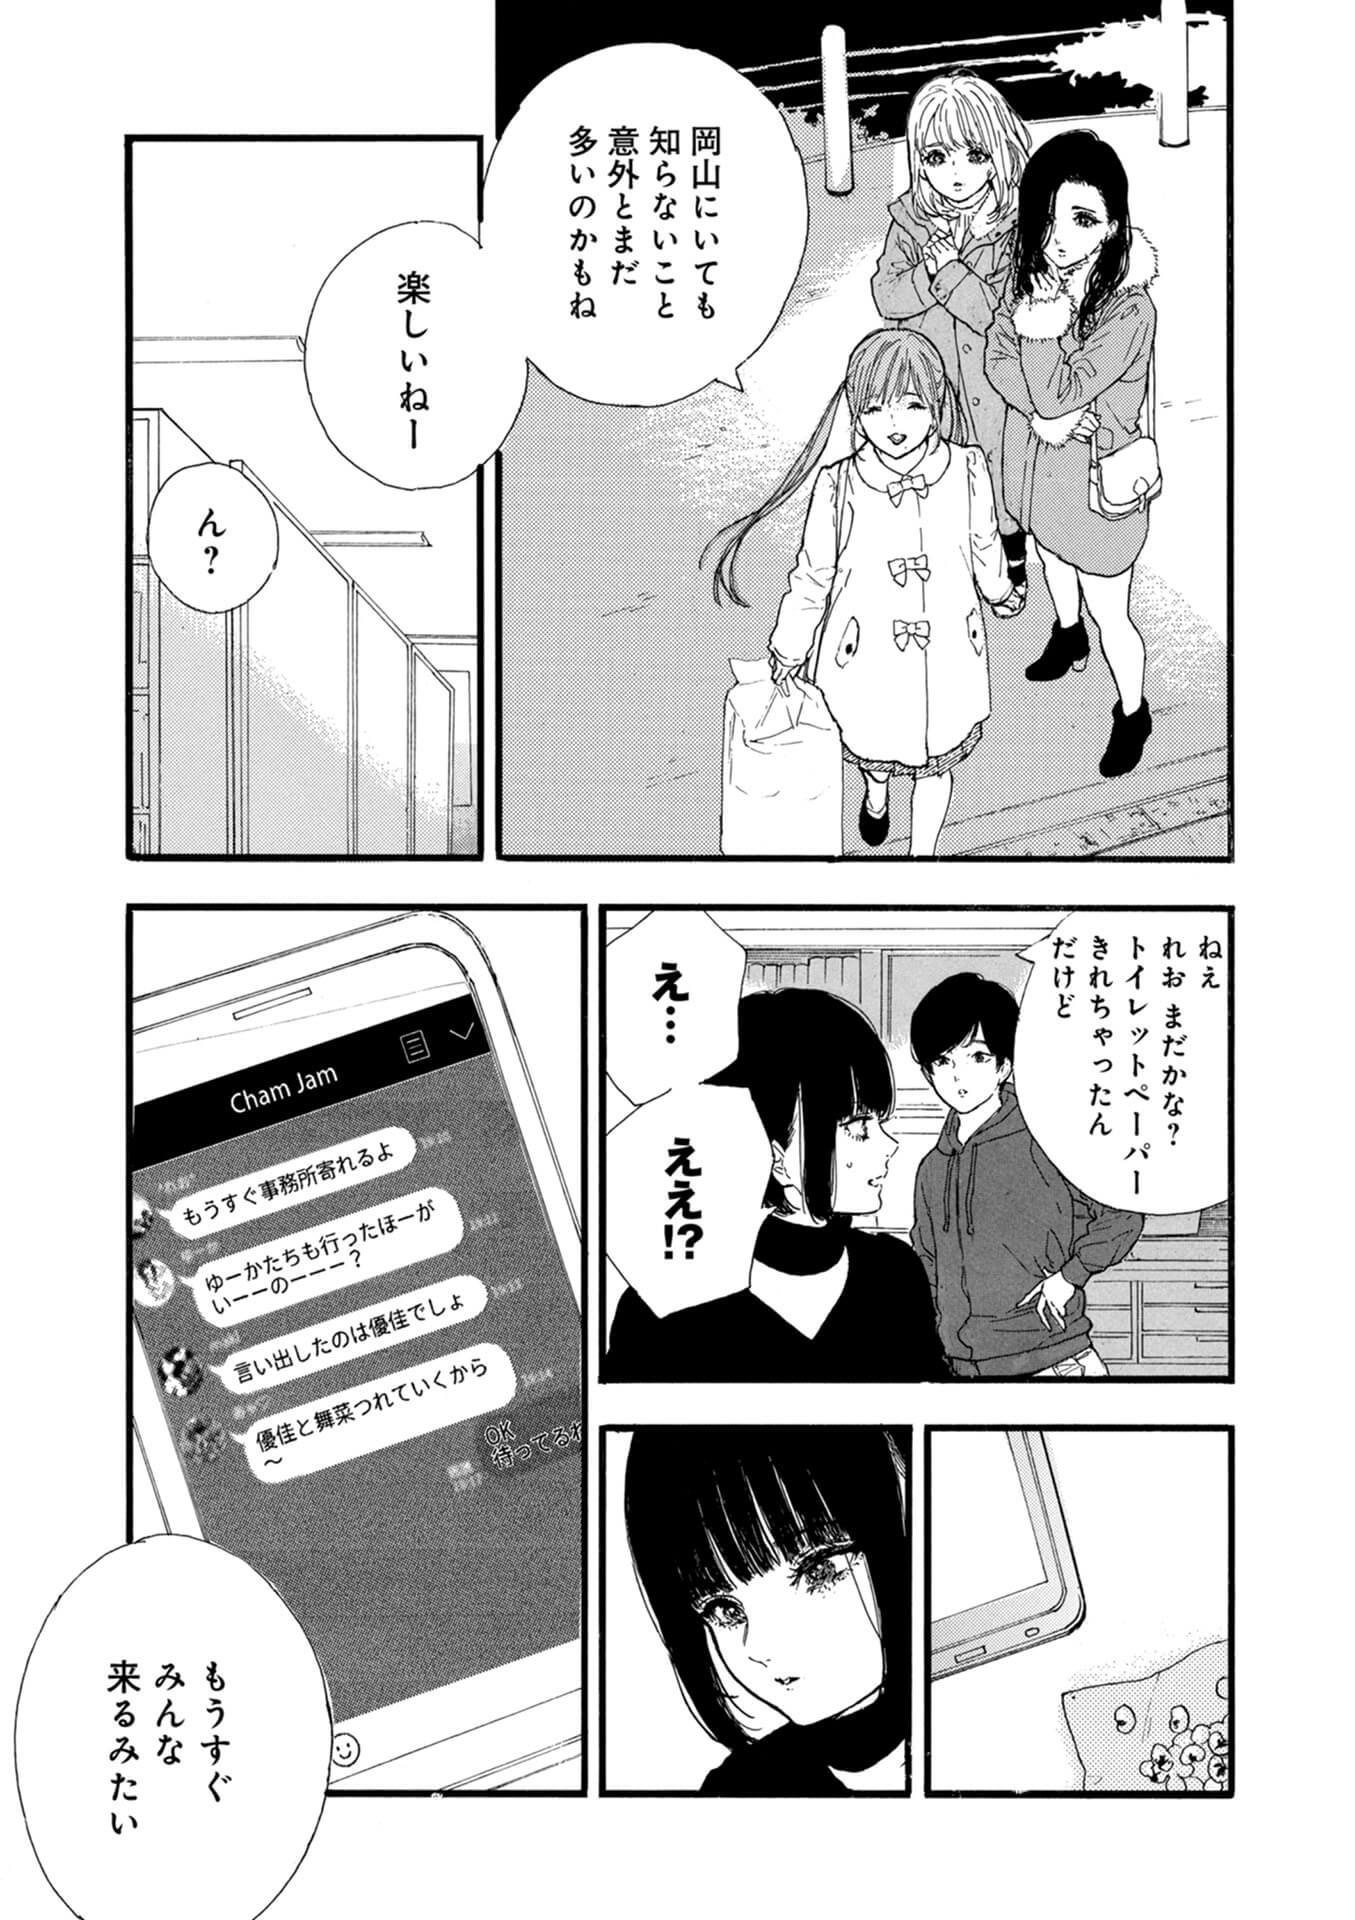 岡山にいても
知らないこと
意外とまだ
多いのかもね
楽しいねー
ん?
ねえ
れお まだかな?
トイレットペーパー
きれちゃったん
だけど
え…
ええ!?
Cham Jam
もうすぐ事務所寄れるよ
ゆーかたちも行ったほーが
いーーのーーー?
maki
言い出したのは優佳でしょ
優佳と舞菜つれていくから
〜
OK
待ってるね
もうすぐ
みんな
来るみたい